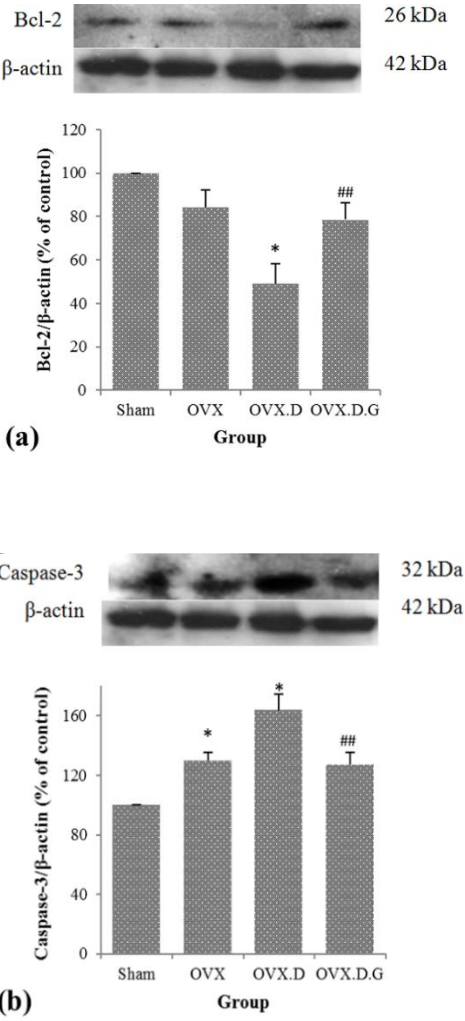 Bcl-2 26 kDa
β-actin 42 kDa
120
100
80
60
40
20
0
Bcl-2/β-actin (% of control)
*
##
Sham OVX OVX.D OVX.D.G
(a) Group
Caspase-3 32 kDa
β-actin 42 kDa
160
120
80
40
0
Caspase-3/β-actin (% of control)
*
*
##
Sham OVX OVX.D OVX.D.G
(b) Group